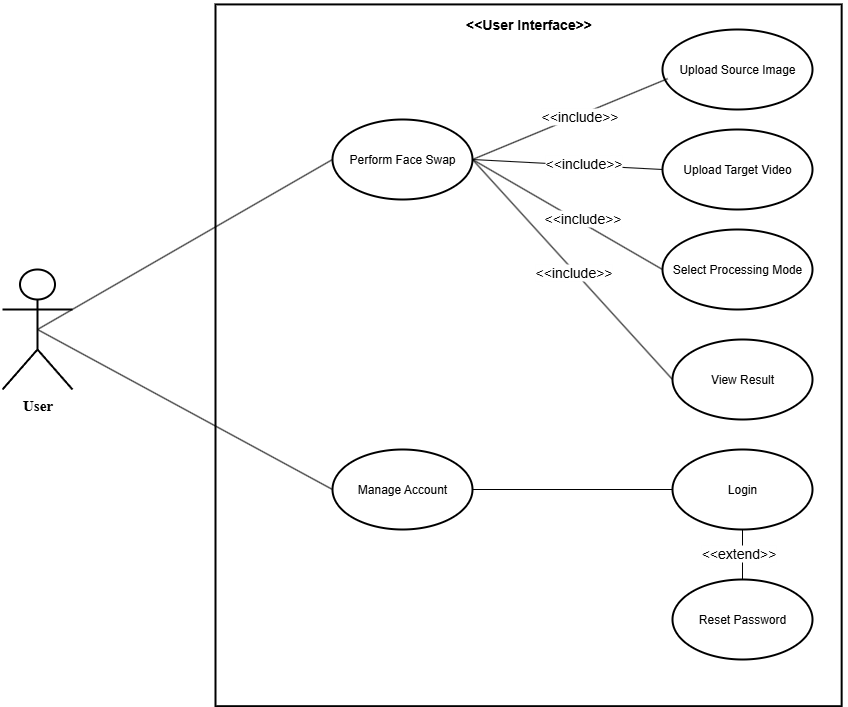 <<User Interface>>
Upload Source Image
<<include>>
Perform Face Swap
<<include>>
Upload Target Video
<<include>>
Select Processing Mode
<<include>>
View Result
User
Manage Account
Login
<<extend>>
Reset Password